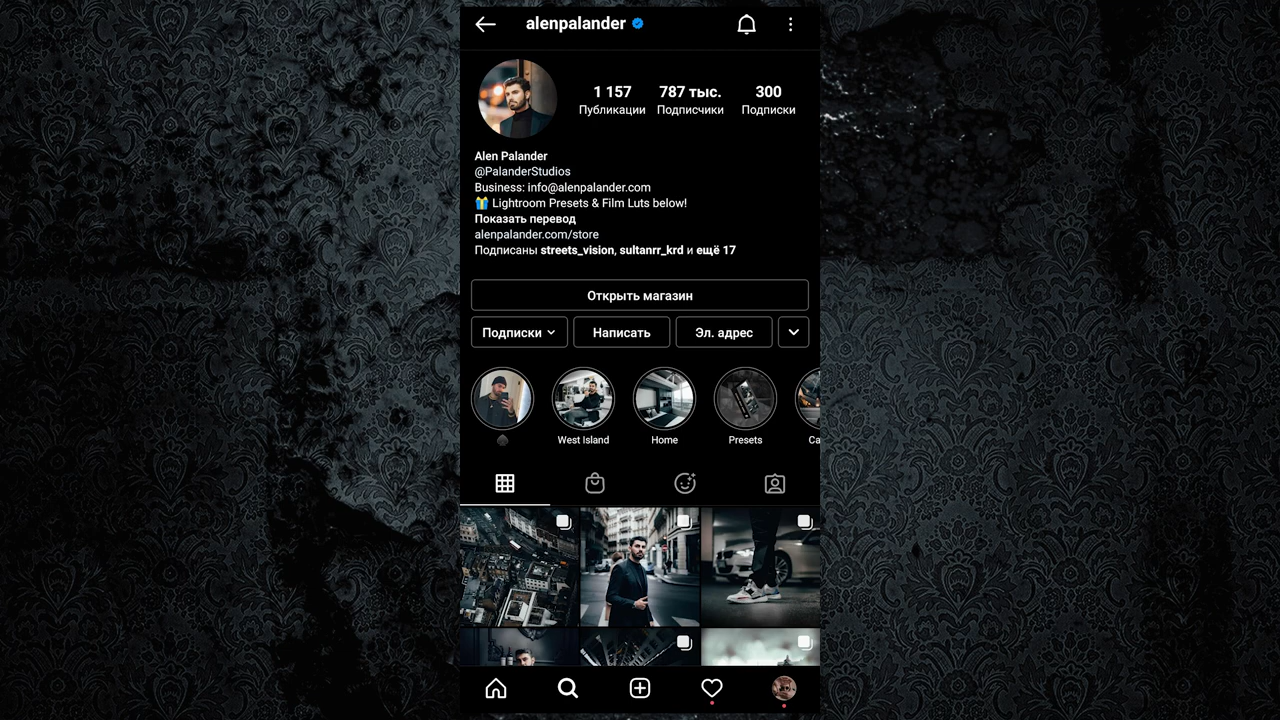 alenpalander
1 157 787 тыс. 300
Публикации Подписчики Подписки
Alen Palander
@PalanderStudios
Business: info@alenpalander.com
Lightroom Presets & Film Luts below!
Показать перевод
alenpalander.com/store
Подписаны streets_vision, sultanrr_krd и ещё 17
Открыть магазин
Подписки Написать Эл. адрес
West Island Home Presets Ca